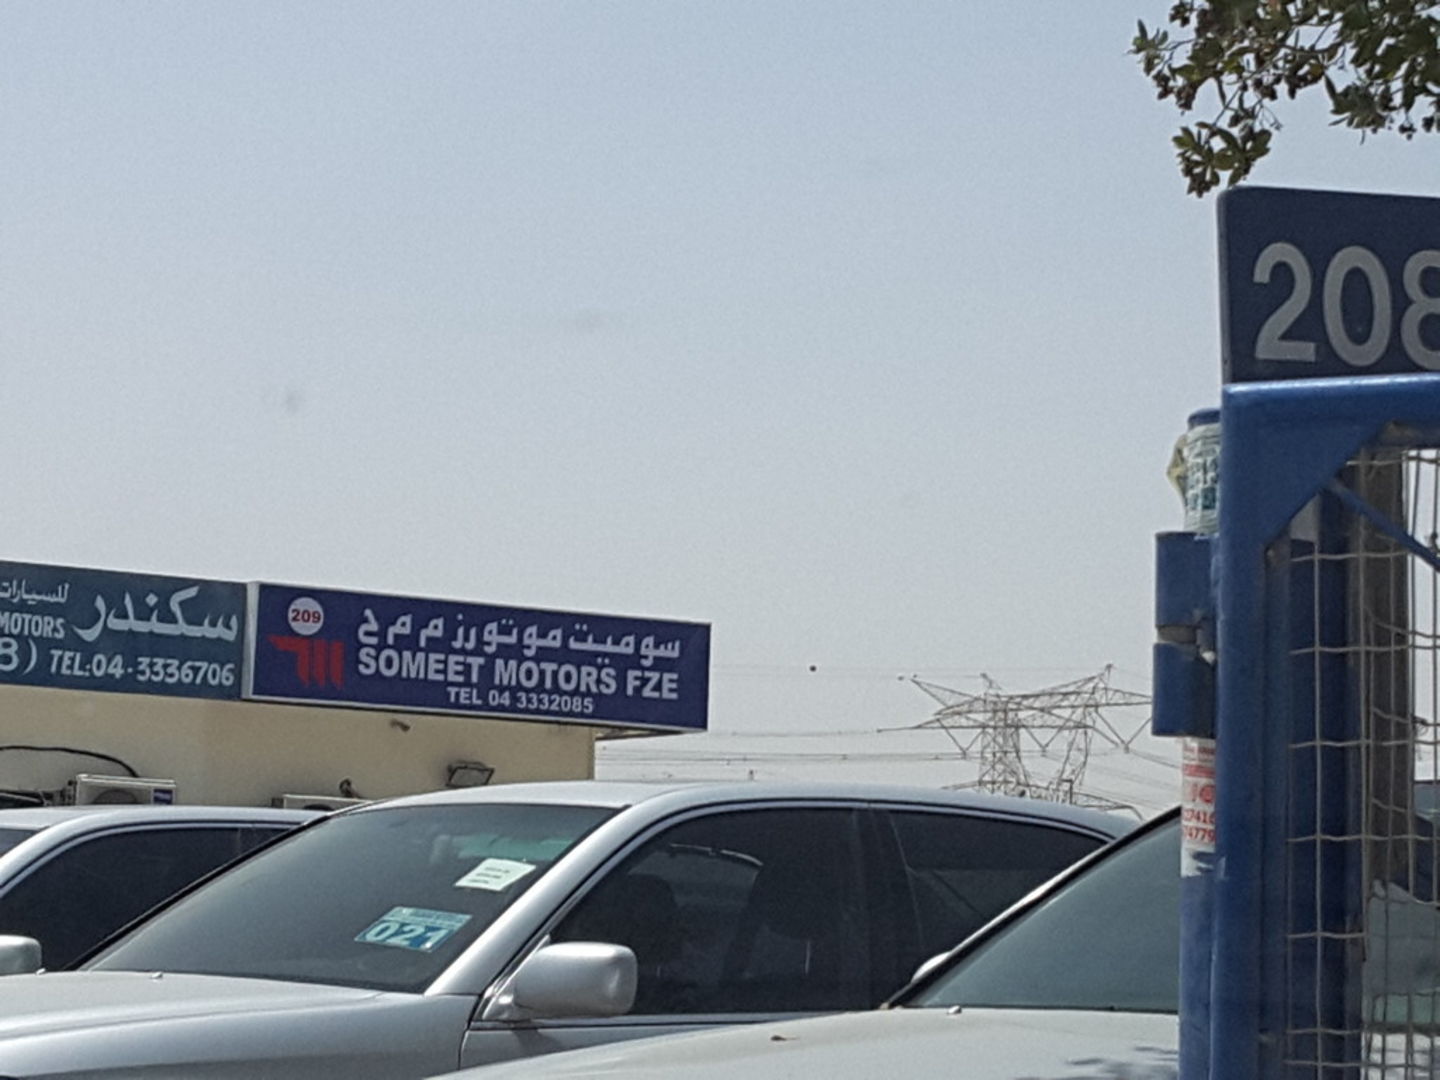 208
للسيارات
سكندر
MOTORS
8) TEL:04-3336706
209
سوميت موتورز م م ح
SOMEET MOTORS FZE
TEL 04 3332085
021